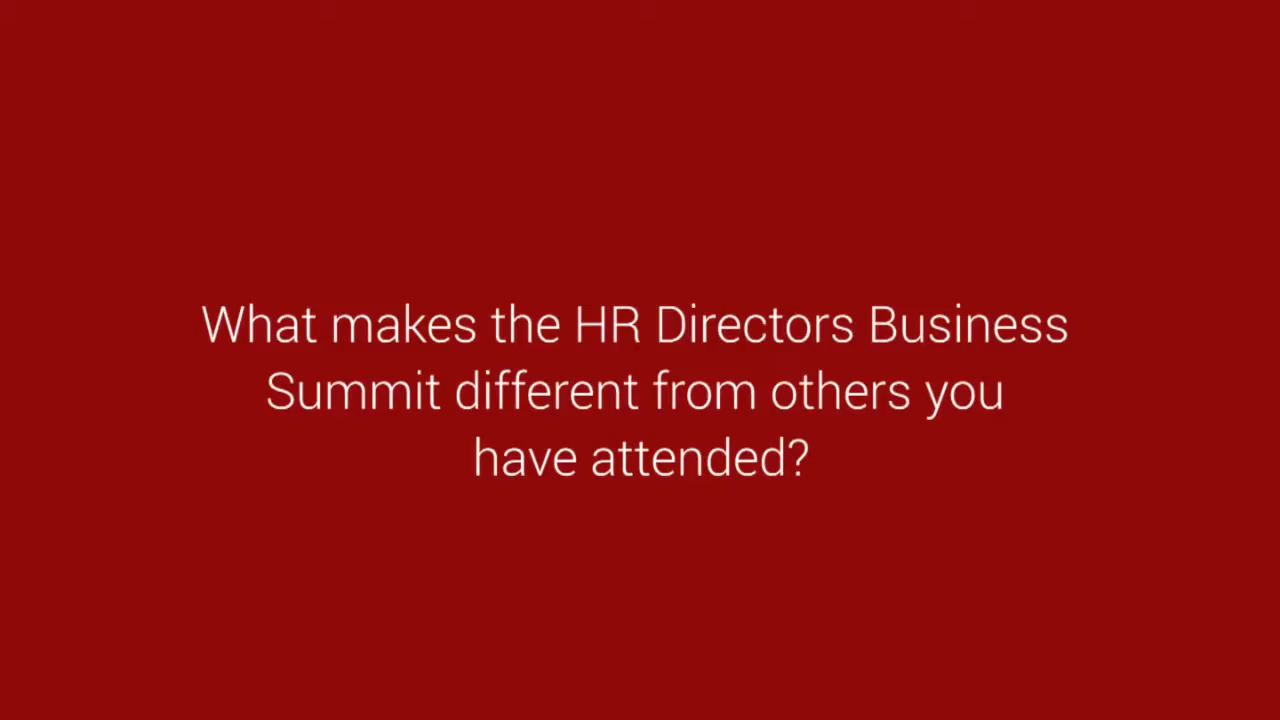 What makes the HR Directors Business
Summit different from others you
have attended?